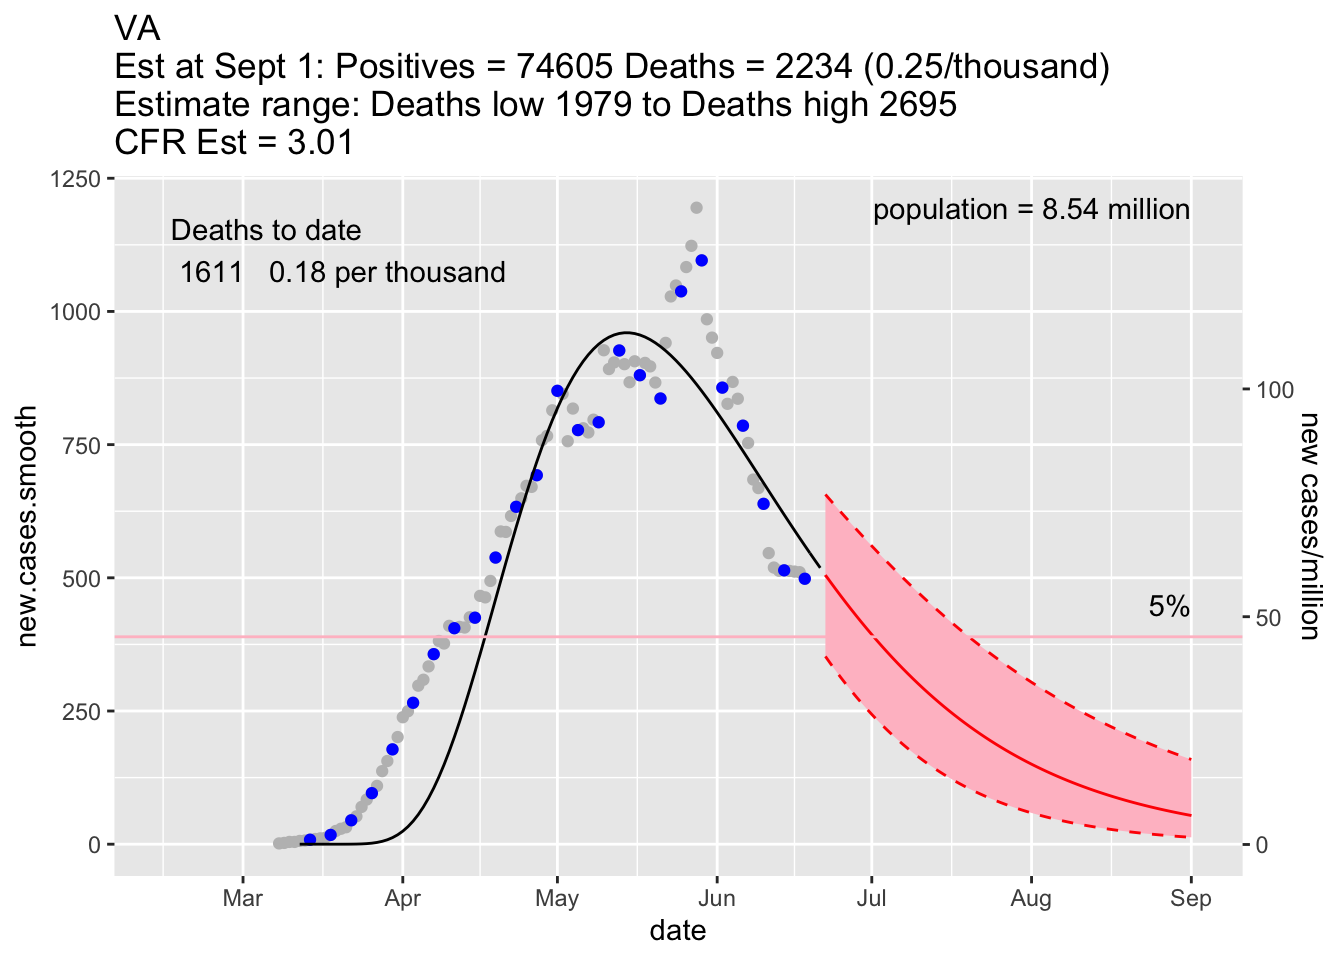 VA
Est at Sept 1: Positives = 74605 Deaths = 2234 (0.25/thousand)
Estimate range: Deaths low 1979 to Deaths high 2695
CFR Est = 3.01
Deaths to date
1611 0.18 per thousand
population = 8.54 million
5%
new.cases.smooth
1250
1000
750
500
250
0
new cases/million
100
50
0
Mar Apr May Jun Jul Aug Sep
date